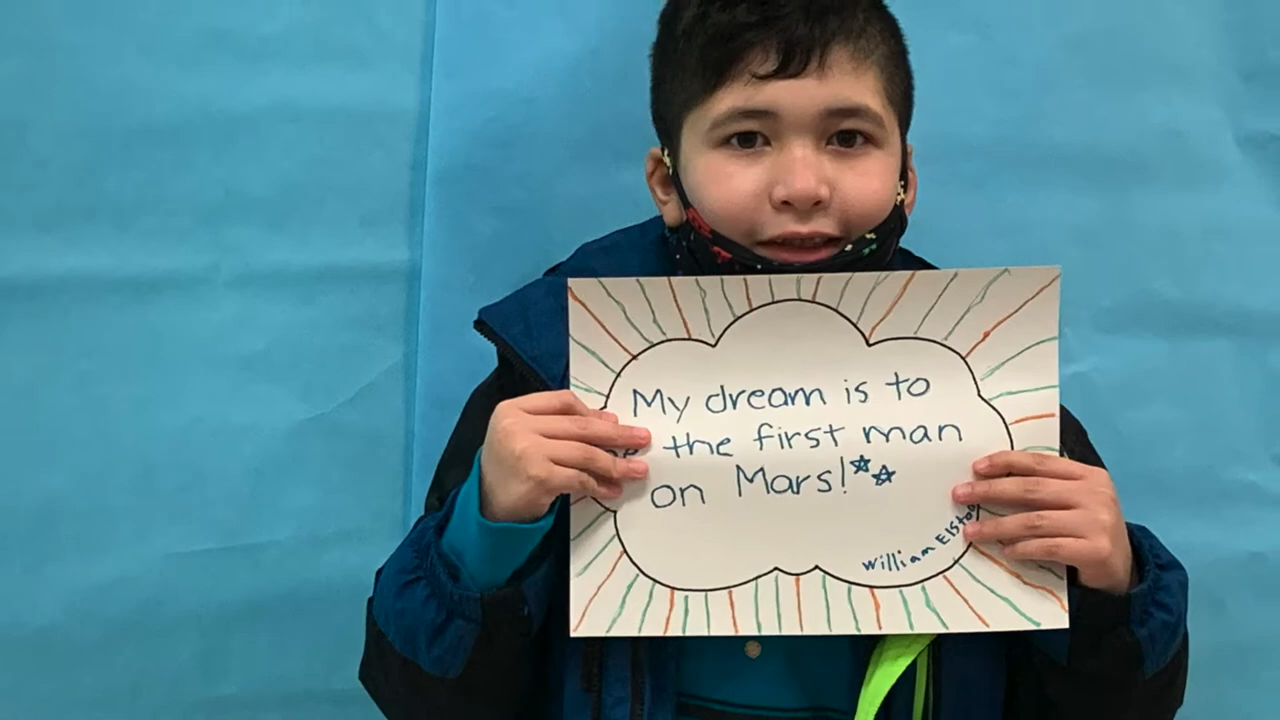 My dream is to
the first man
on Mars!
William